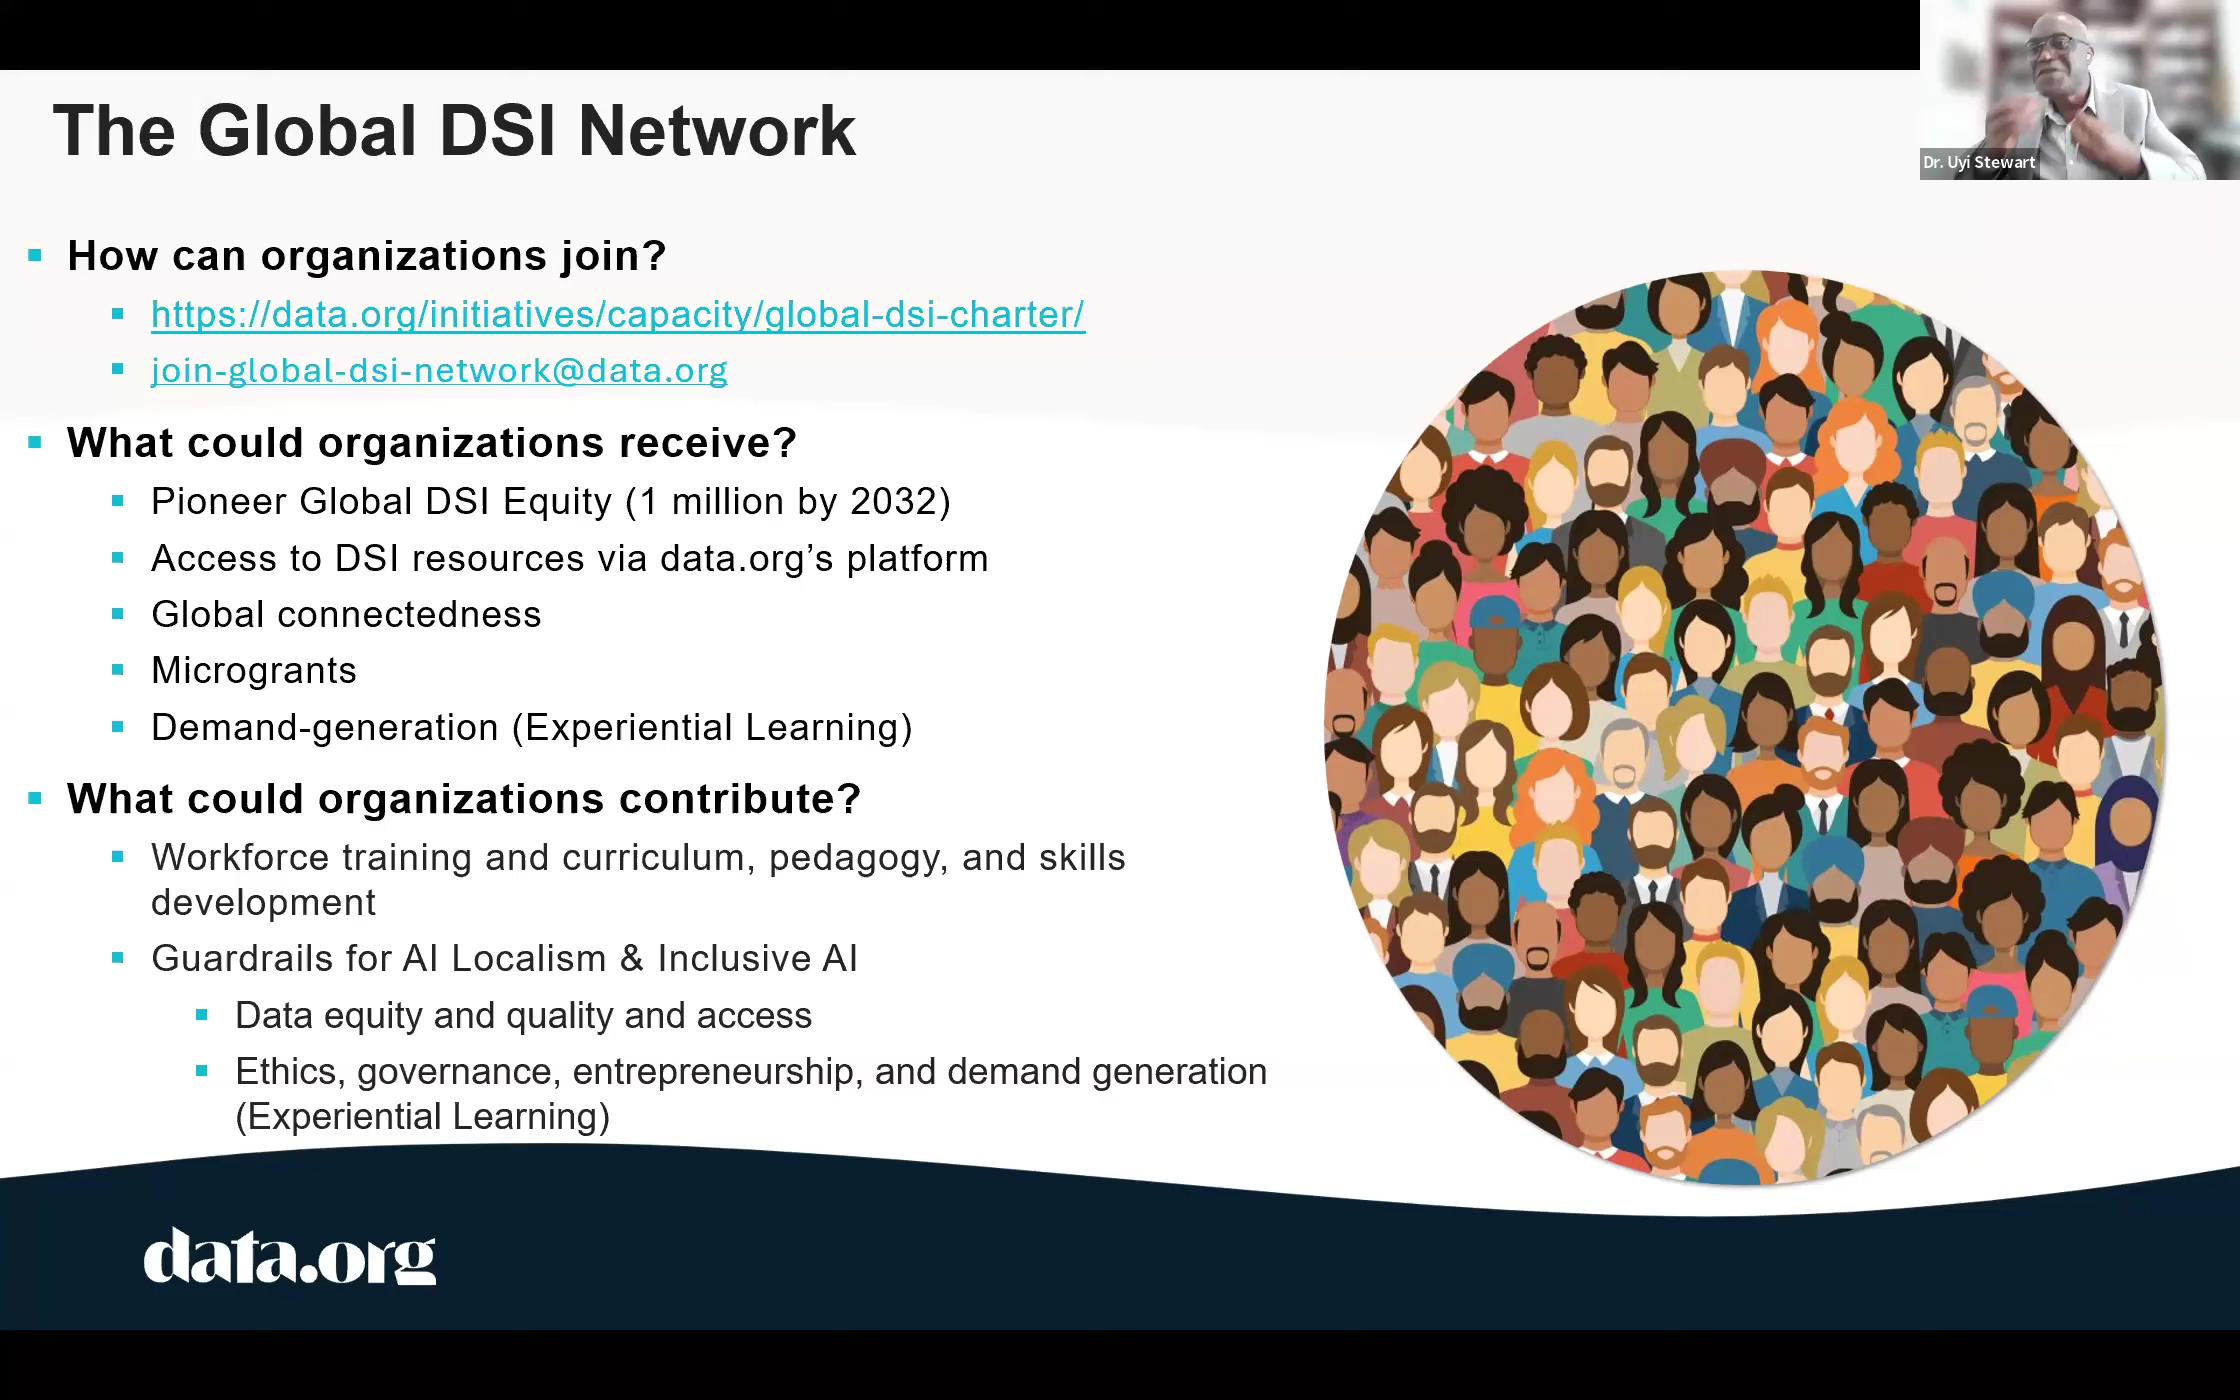 The Global DSI Network
Dr. Uyi Stewart
How can organizations join?
https://data.org/initiatives/capacity/global-dsi-charter/
join-global-dsi-network@data.org
What could organizations receive?
Pioneer Global DSI Equity (1 million by 2032)
Access to DSI resources via data.org’s platform
Global connectedness
Microgrants
Demand-generation (Experiential Learning)
What could organizations contribute?
Workforce training and curriculum, pedagogy, and skills
development
Guardrails for AI Localism & Inclusive AI
Data equity and quality and access
Ethics, governance, entrepreneurship, and demand generation
(Experiential Learning)
data.org